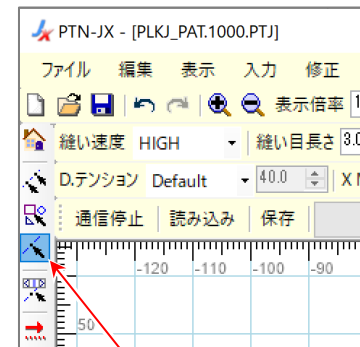 PTN-JX - [PLKJ_PAT.1000.PTJ]
ファイル 編集 表示 入力 修正
表示倍率 1
縫い速度 HIGH 縫い目長さ 3.0
D.テンション Default 40.0 X
通信停止 読み込み 保存
-120 -110 -100 -90
50